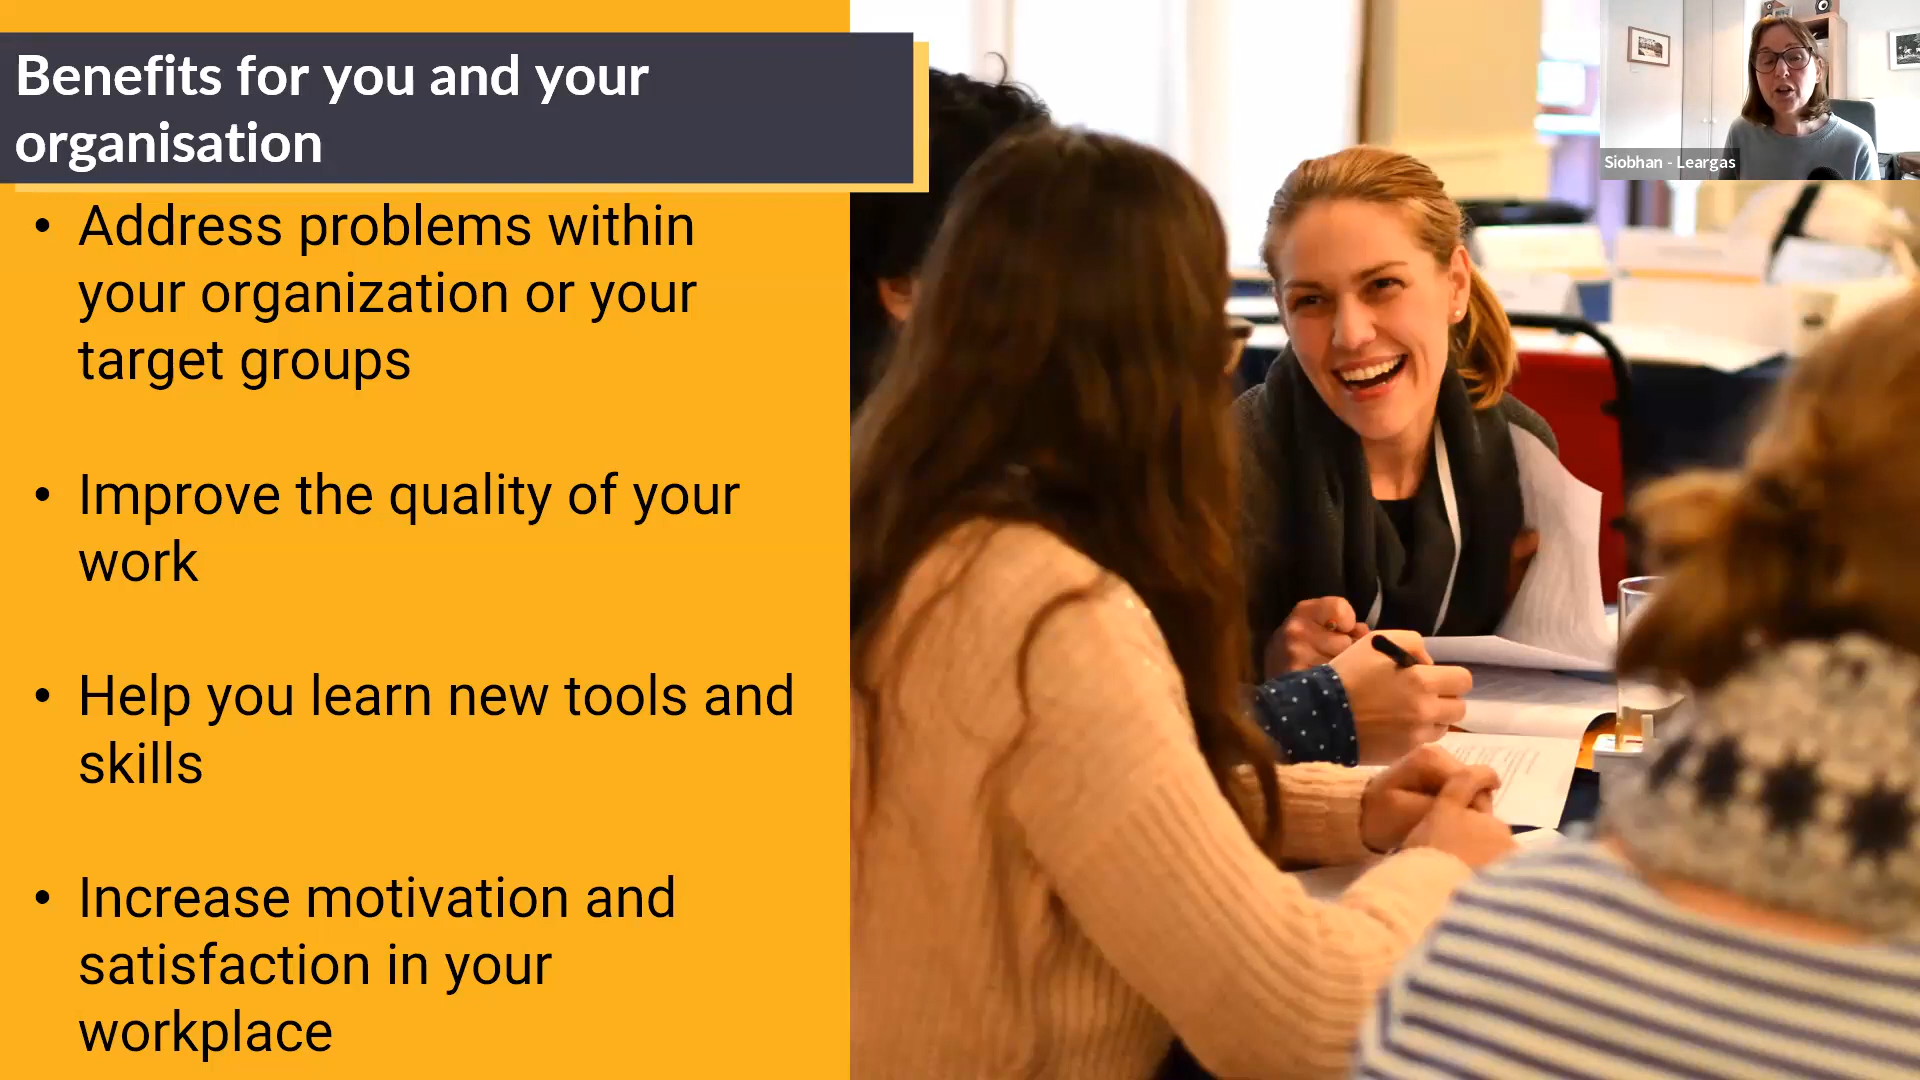 Benefits for you and your
organisation
• Address problems within
your organization or your
target groups
• Improve the quality of your
work
• Help you learn new tools and
skills
• Increase motivation and
satisfaction in your
workplace
Siobhan - Leargas